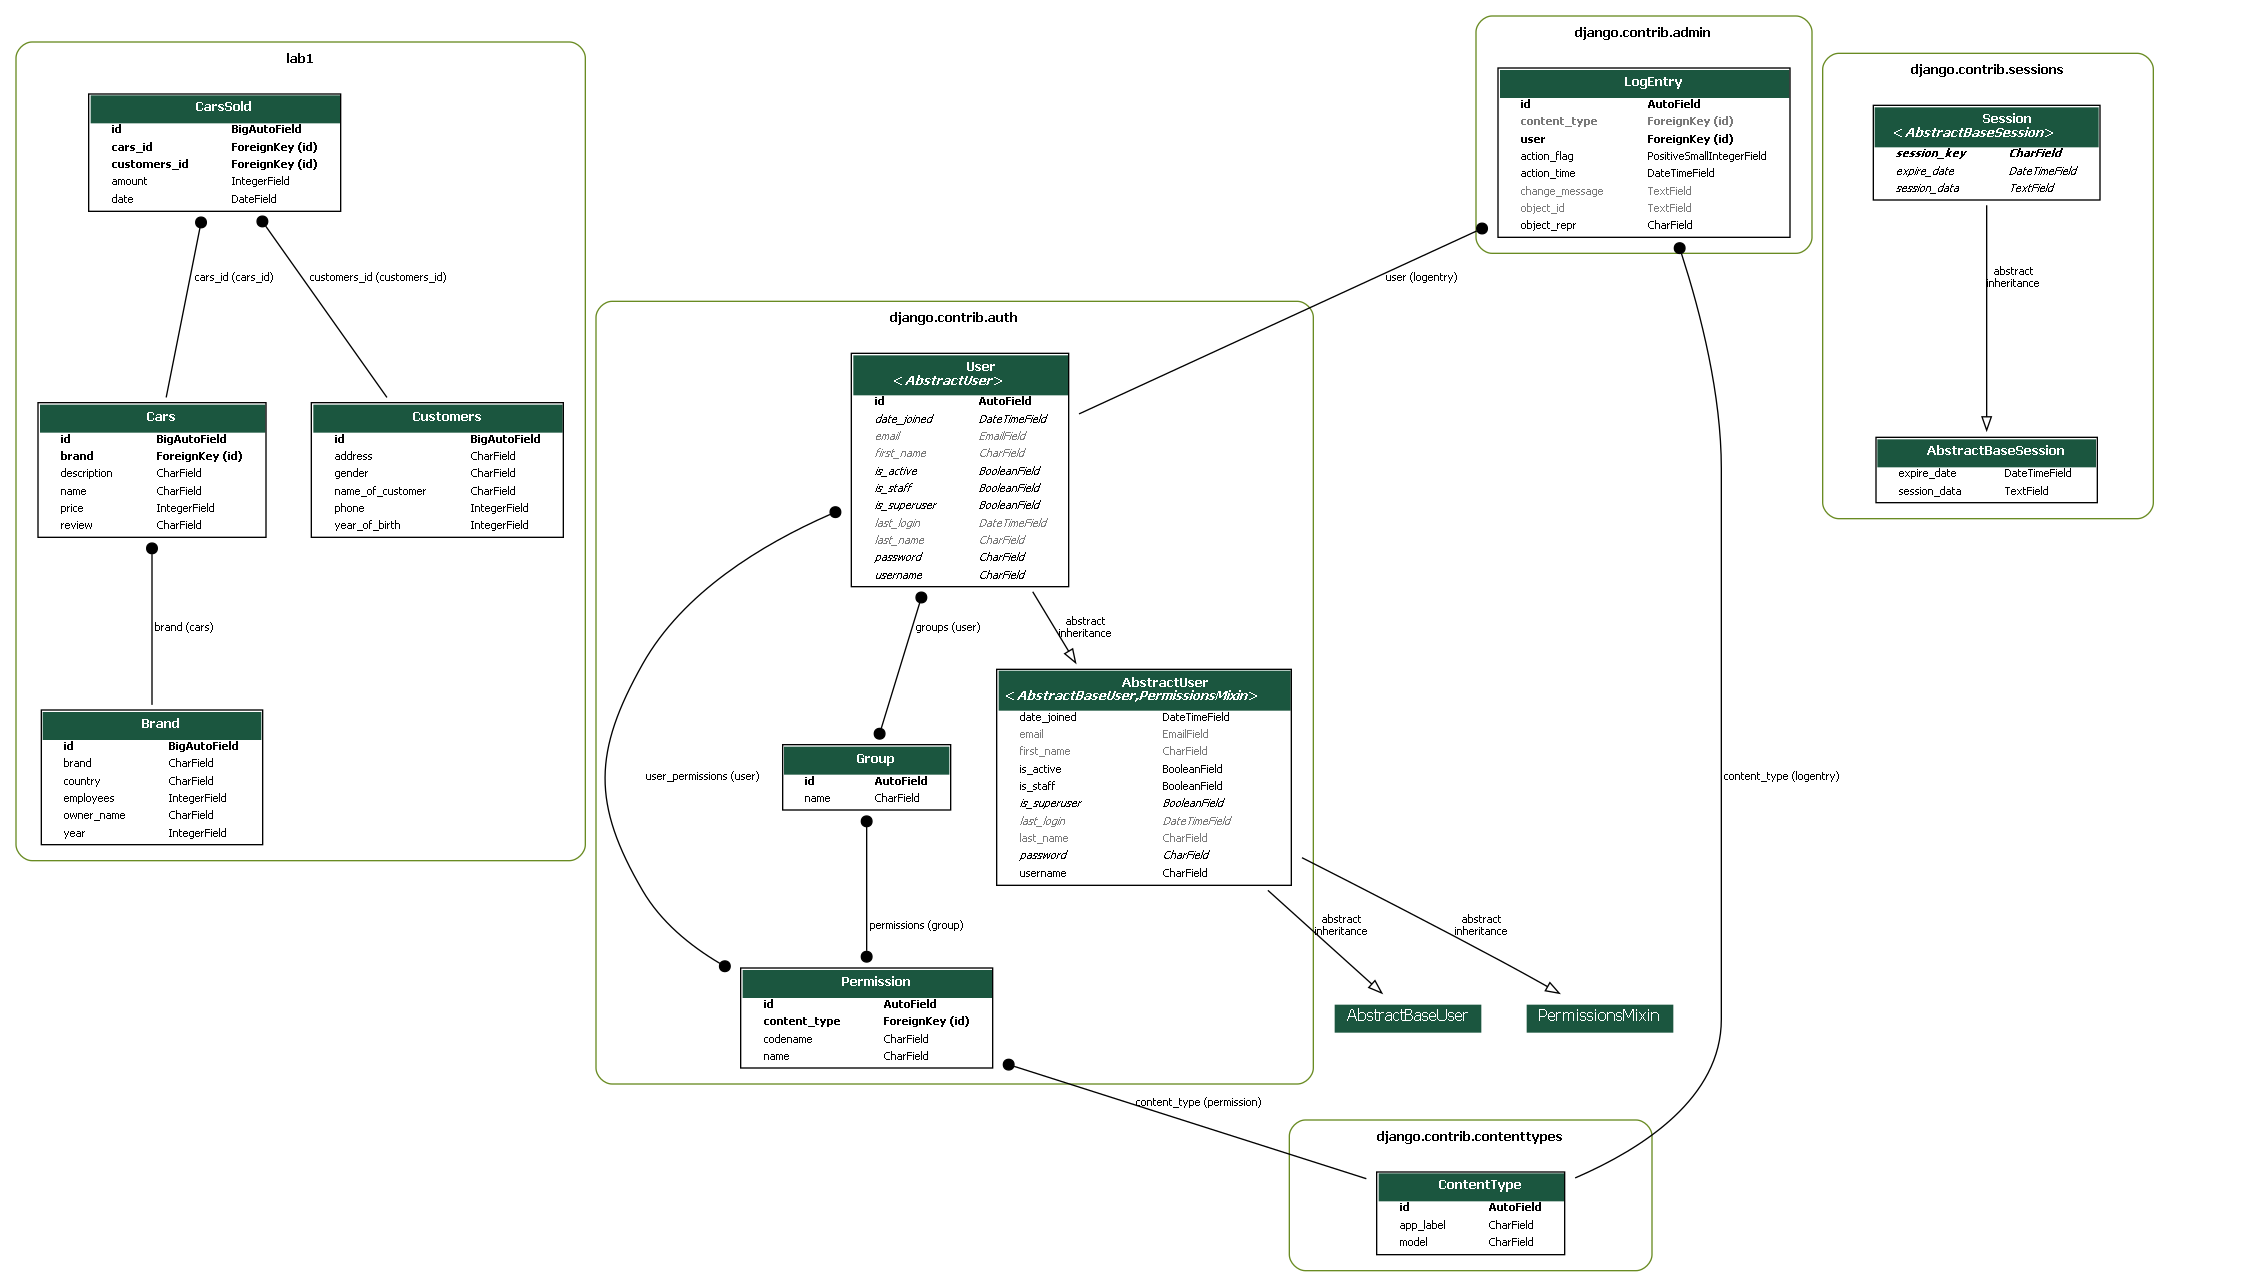 lab1
CarsSold
id BigAutoField
cars_id ForeignKey (id)
customers_id ForeignKey (id)
amount IntegerField
date DateField
cars_id (cars_id)
customers_id (customers_id)
Cars
id BigAutoField
brand ForeignKey (id)
description CharField
name CharField
price IntegerField
review CharField
Customers
id BigAutoField
address CharField
gender CharField
name_of_customer CharField
phone IntegerField
year_of_birth IntegerField
brand (cars)
Brand
id BigAutoField
brand CharField
country CharField
employees IntegerField
owner_name CharField
year IntegerField
django.contrib.admin
LogEntry
id AutoField
content_type ForeignKey (id)
user ForeignKey (id)
action_flag PositiveSmallIntegerField
action_time DateTimeField
change_message TextField
object_id TextField
object_repr CharField
user (logentry)
content_type (logentry)
django.contrib.sessions
Session
<AbstractBaseSession>
session_key CharField
expire_date DateTimeField
session_data TextField
abstract
inheritance
AbstractBaseSession
expire_date DateTimeField
session_data TextField
django.contrib.auth
User
<AbstractUser>
id AutoField
date_joined DateTimeField
email EmailField
first_name CharField
is_active BooleanField
is_staff BooleanField
is_superuser BooleanField
last_login DateTimeField
last_name CharField
password CharField
username CharField
groups (user)
abstract
inheritance
user_permissions (user)
Group
id AutoField
name CharField
AbstractUser
<AbstractBaseUser,PermissionsMixin>
date_joined DateTimeField
email EmailField
first_name CharField
is_active BooleanField
is_staff BooleanField
is_superuser BooleanField
last_login DateTimeField
last_name CharField
password CharField
username CharField
permissions (group)
abstract
inheritance
abstract
inheritance
Permission
id AutoField
content_type ForeignKey (id)
codename CharField
name CharField
AbstractBaseUser
PermissionsMixin
content_type (permission)
django.contrib.contenttypes
ContentType
id AutoField
app_label CharField
model CharField